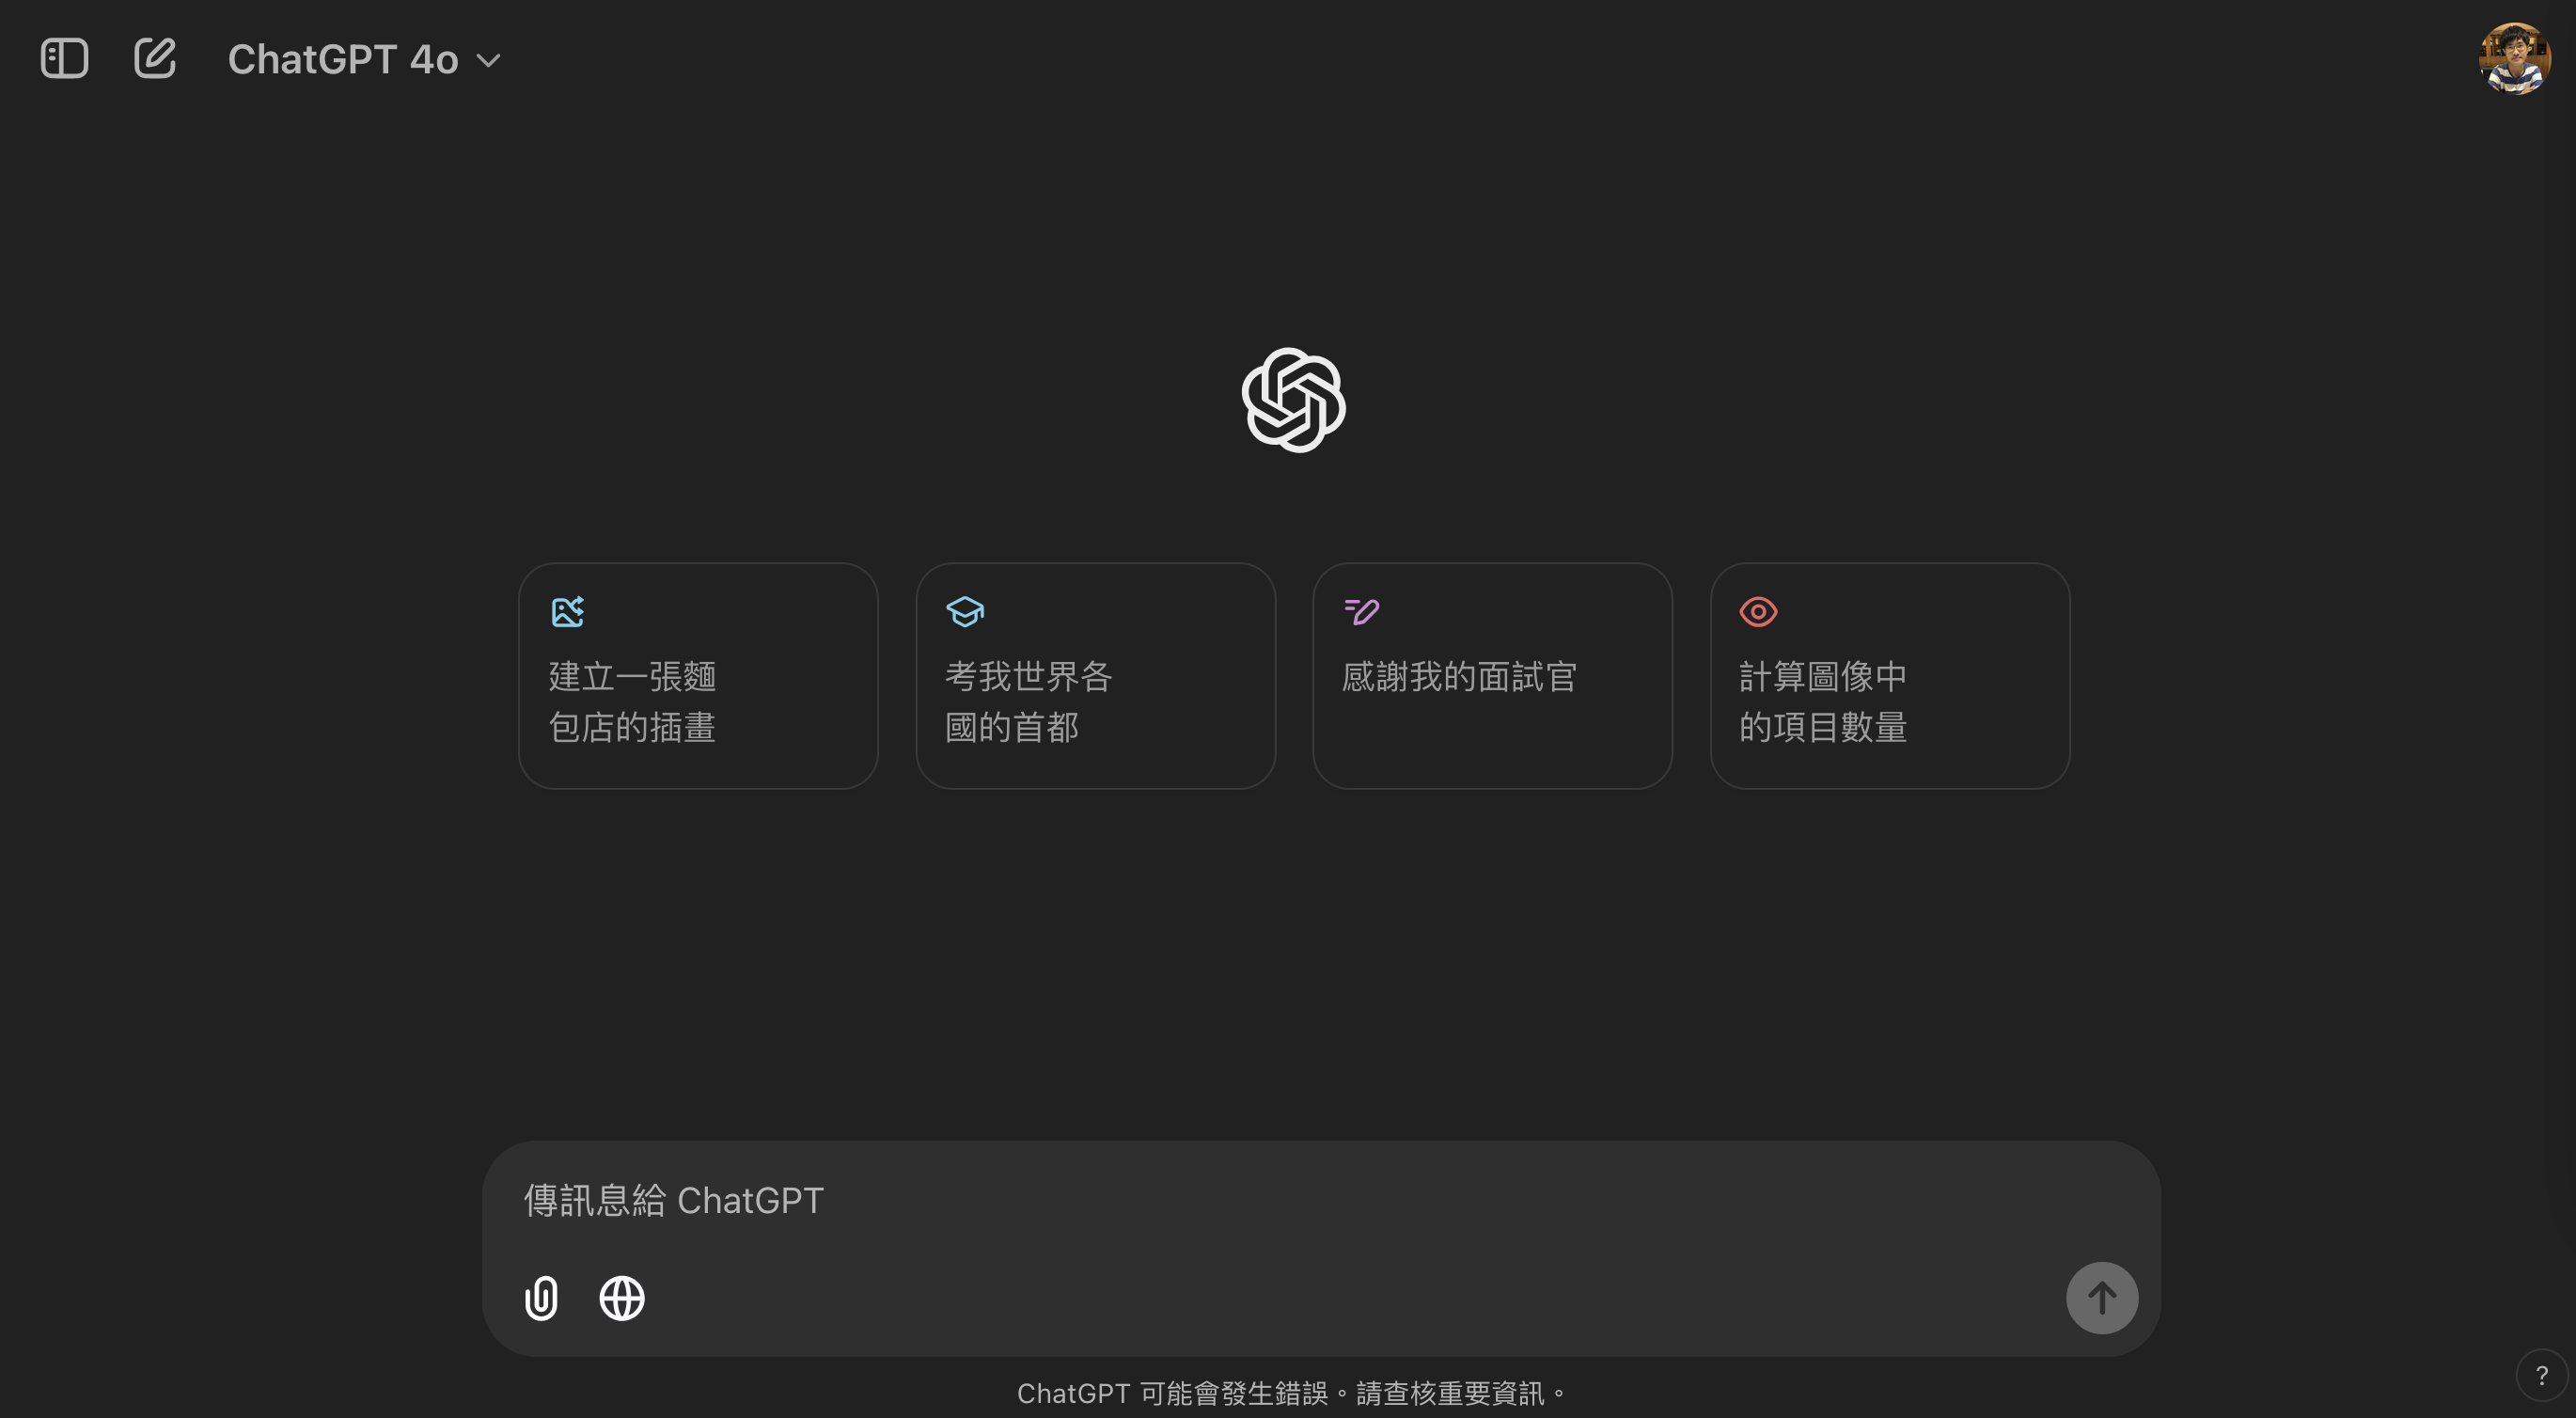 ChatGPT 4o
建立一張麵
包店的插畫
考我世界各
國的首都
感謝我的面試官
計算圖像中
的項目數量
傳訊息給 ChatGPT
ChatGPT 可能會發生錯誤。請查核重要資訊。
?